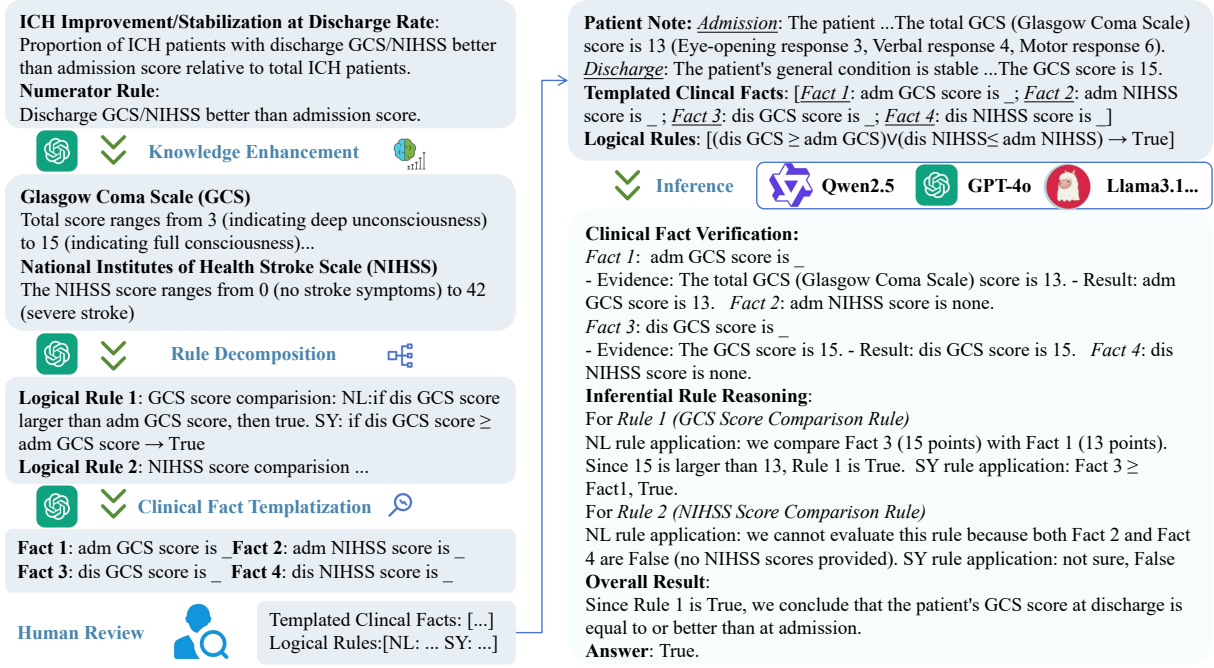 ICH Improvement/Stabilization at Discharge Rate:
Proportion of ICH patients with discharge GCS/NIHSS better
than admission score relative to total ICH patients.
Numerator Rule:
Discharge GCS/NIHSS better than admission score.
Knowledge Enhancement
Glasgow Coma Scale (GCS)
Total score ranges from 3 (indicating deep unconsciousness)
to 15 (indicating full consciousness)...
National Institutes of Health Stroke Scale (NIHSS)
The NIHSS score ranges from 0 (no stroke symptoms) to 42
(severe stroke)
Rule Decomposition
Logical Rule 1: GCS score comparision: NL:if dis GCS score
larger than adm GCS score, then true. SY: if dis GCS score ≥
adm GCS score → True
Logical Rule 2: NIHSS score comparision ...
Clinical Fact Templatization
Fact 1: adm GCS score is _ Fact 2: adm NIHSS score is _
Fact 3: dis GCS score is _ Fact 4: dis NIHSS score is _
Human Review
Templated Clincal Facts: [...]
Logical Rules:[NL: ... SY: ...]
Patient Note: Admission: The patient ...The total GCS (Glasgow Coma Scale)
score is 13 (Eye-opening response 3, Verbal response 4, Motor response 6).
Discharge: The patient's general condition is stable ...The GCS score is 15.
Templated Clincal Facts: [Fact 1: adm GCS score is _; Fact 2: adm NIHSS
score is _ ; Fact 3: dis GCS score is _; Fact 4: dis NIHSS score is _]
Logical Rules: [(dis GCS ≥ adm GCS)∨(dis NIHSS≤ adm NIHSS) → True]
Inference
Qwen2.5
GPT-4o
Llama3.1...
Clinical Fact Verification:
Fact 1: adm GCS score is _
- Evidence: The total GCS (Glasgow Coma Scale) score is 13. - Result: adm
GCS score is 13. Fact 2: adm NIHSS score is none.
Fact 3: dis GCS score is _
- Evidence: The GCS score is 15. - Result: dis GCS score is 15. Fact 4: dis
NIHSS score is none.
Inferential Rule Reasoning:
For Rule 1 (GCS Score Comparison Rule)
NL rule application: we compare Fact 3 (15 points) with Fact 1 (13 points).
Since 15 is larger than 13, Rule 1 is True. SY rule application: Fact 3 ≥
Fact1, True.
For Rule 2 (NIHSS Score Comparison Rule)
NL rule application: we cannot evaluate this rule because both Fact 2 and Fact
4 are False (no NIHSS scores provided). SY rule application: not sure, False
Overall Result:
Since Rule 1 is True, we conclude that the patient's GCS score at discharge is
equal to or better than at admission.
Answer: True.